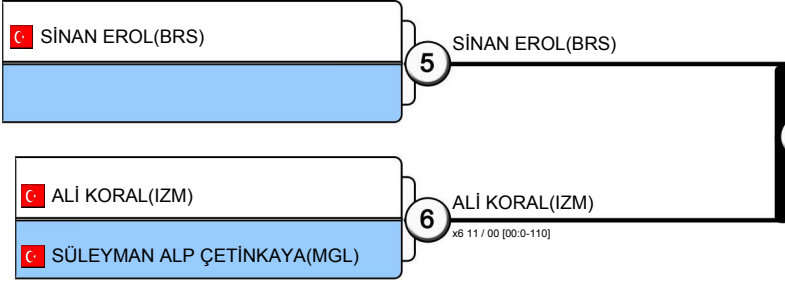 SİNAN EROL(BRS)
5
SİNAN EROL(BRS)
ALİ KORAL(IZM)
6
ALİ KORAL(IZM)
x6 11 / 00 [00:0-110]
SÜLEYMAN ALP ÇETİNKAYA(MGL)